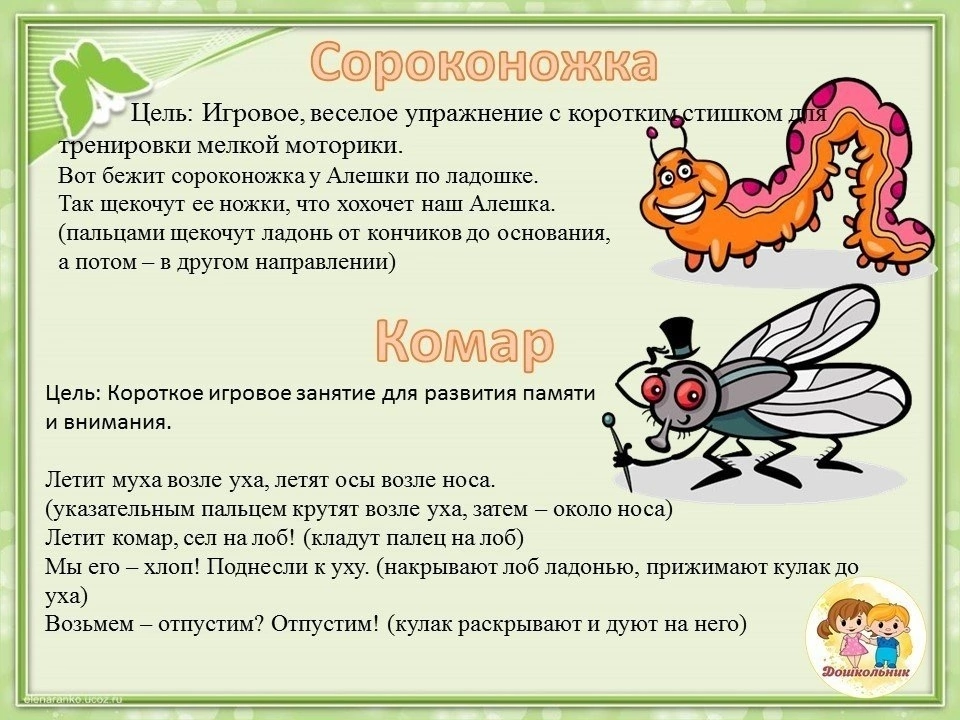 Сороконожка
Цель: Игровое, веселое упражнение с коротким стишком для
тренировки мелкой моторики.
Вот бежит сороконожка у Алешки по ладошке.
Так щекочут ее ножки, что хохочет наш Алешка.
(пальцами щекочут ладонь от кончиков до основания,
а потом – в другом направлении)
Комар
Цель: Короткое игровое занятие для развития памяти
и внимания.
Летит муха возле уха, летят осы возле носа.
(указательным пальцем крутят возле уха, затем – около носа)
Летит комар, сел на лоб! (кладут палец на лоб)
Мы его – хлоп! Поднесли к уху. (накрывают лоб ладонью, прижимают кулак до
уха)
Возьмем – отпустим? Отпустим! (кулак раскрывают и дуют на него)
Дошкольник
elenaranko.ucoz.ru